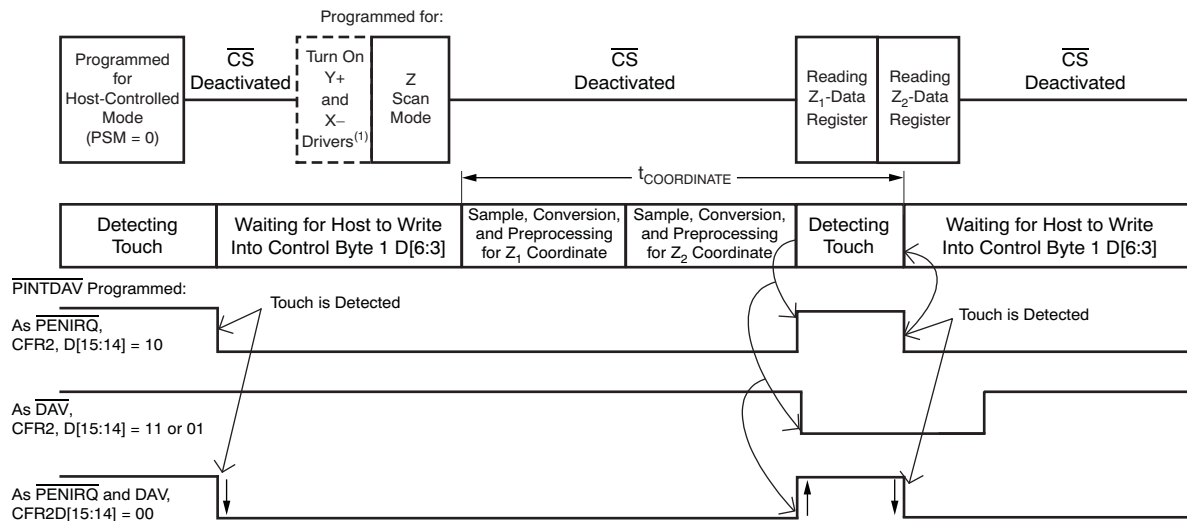 Programmed for:
Programmed
for
Host-Controlled
Mode
(PSM = 0)
CS
Deactivated
Turn On
Y+
and
X–
Drivers(1)
Z
Scan
Mode
CS
Deactivated
Reading
Z1-Data
Register
Reading
Z2-Data
Register
CS
Deactivated
tCOORDINATE
Detecting
Touch
Waiting for Host to Write
Into Control Byte 1 D[6:3]
Sample, Conversion,
and Preprocessing
for Z1 Coordinate
Sample, Conversion,
and Preprocessing
for Z2 Coordinate
Detecting
Touch
Waiting for Host to Write
Into Control Byte 1 D[6:3]
PINTDAV Programmed:
Touch is Detected
Touch is Detected
As PENIRQ,
CFR2, D[15:14] = 10
As DAV,
CFR2, D[15:14] = 11 or 01
As PENIRQ and DAV,
CFR2D[15:14] = 00